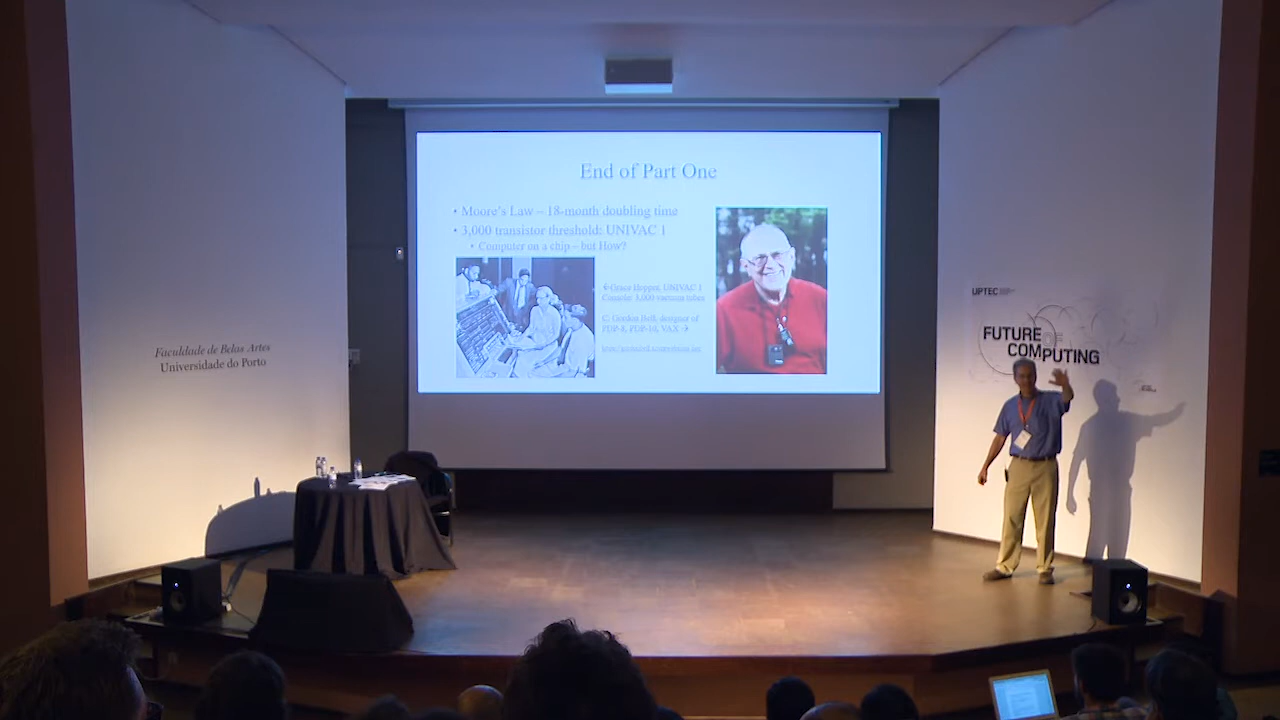 End of Part One
• Moore's Law – 18-month doubling time
• 3,000 transistor threshold: UNIVAC 1
• Computer on a chip – but How?
Grace Hopper, UNIVAC 1
Console: 3,000 vacuum tubes
C. Gordon Bell, designer of
PDP-8, PDP-10, VAX →
Faculdade de Belas Artes
Universidade do Porto
UPTEC
FUTURE
OF
COMPUTING